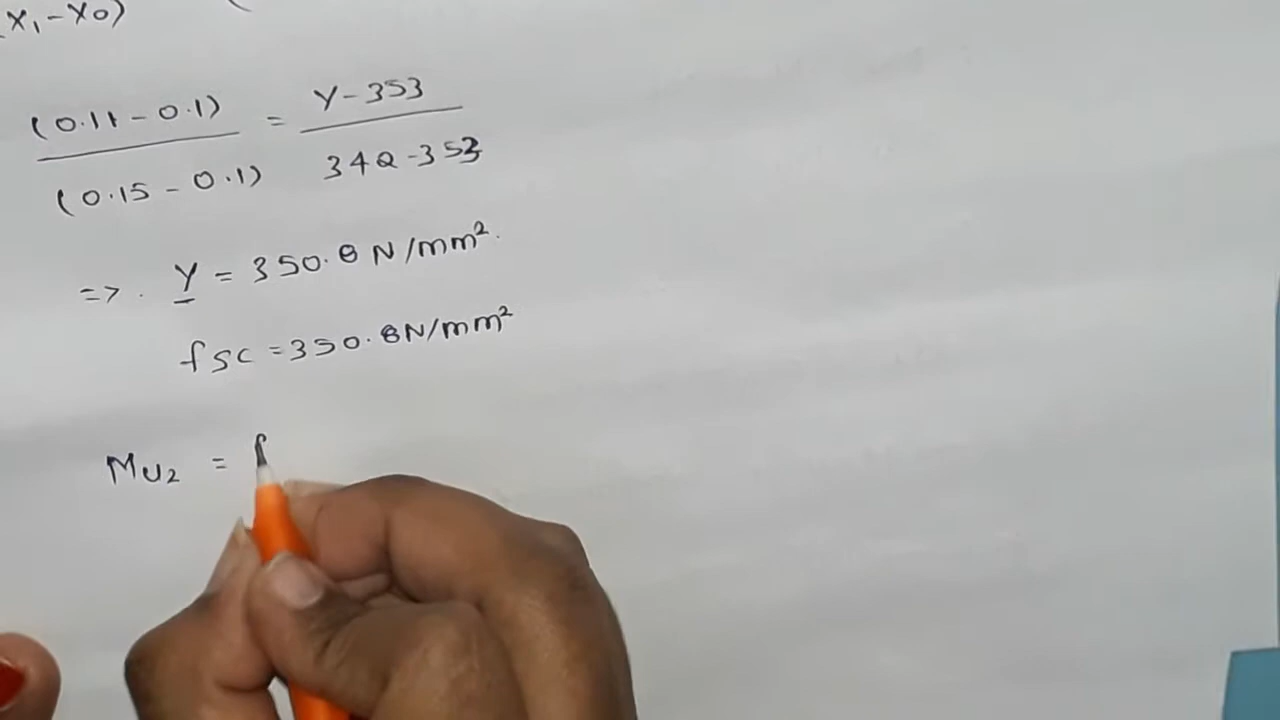 (X₁-X₀)
(0.11-0.1) / (0.15-0.1) = Y-353 / 342-353
=> . Y = 350.8 N/mm².
fsc = 350.8N/mm²
Mu₂ = f